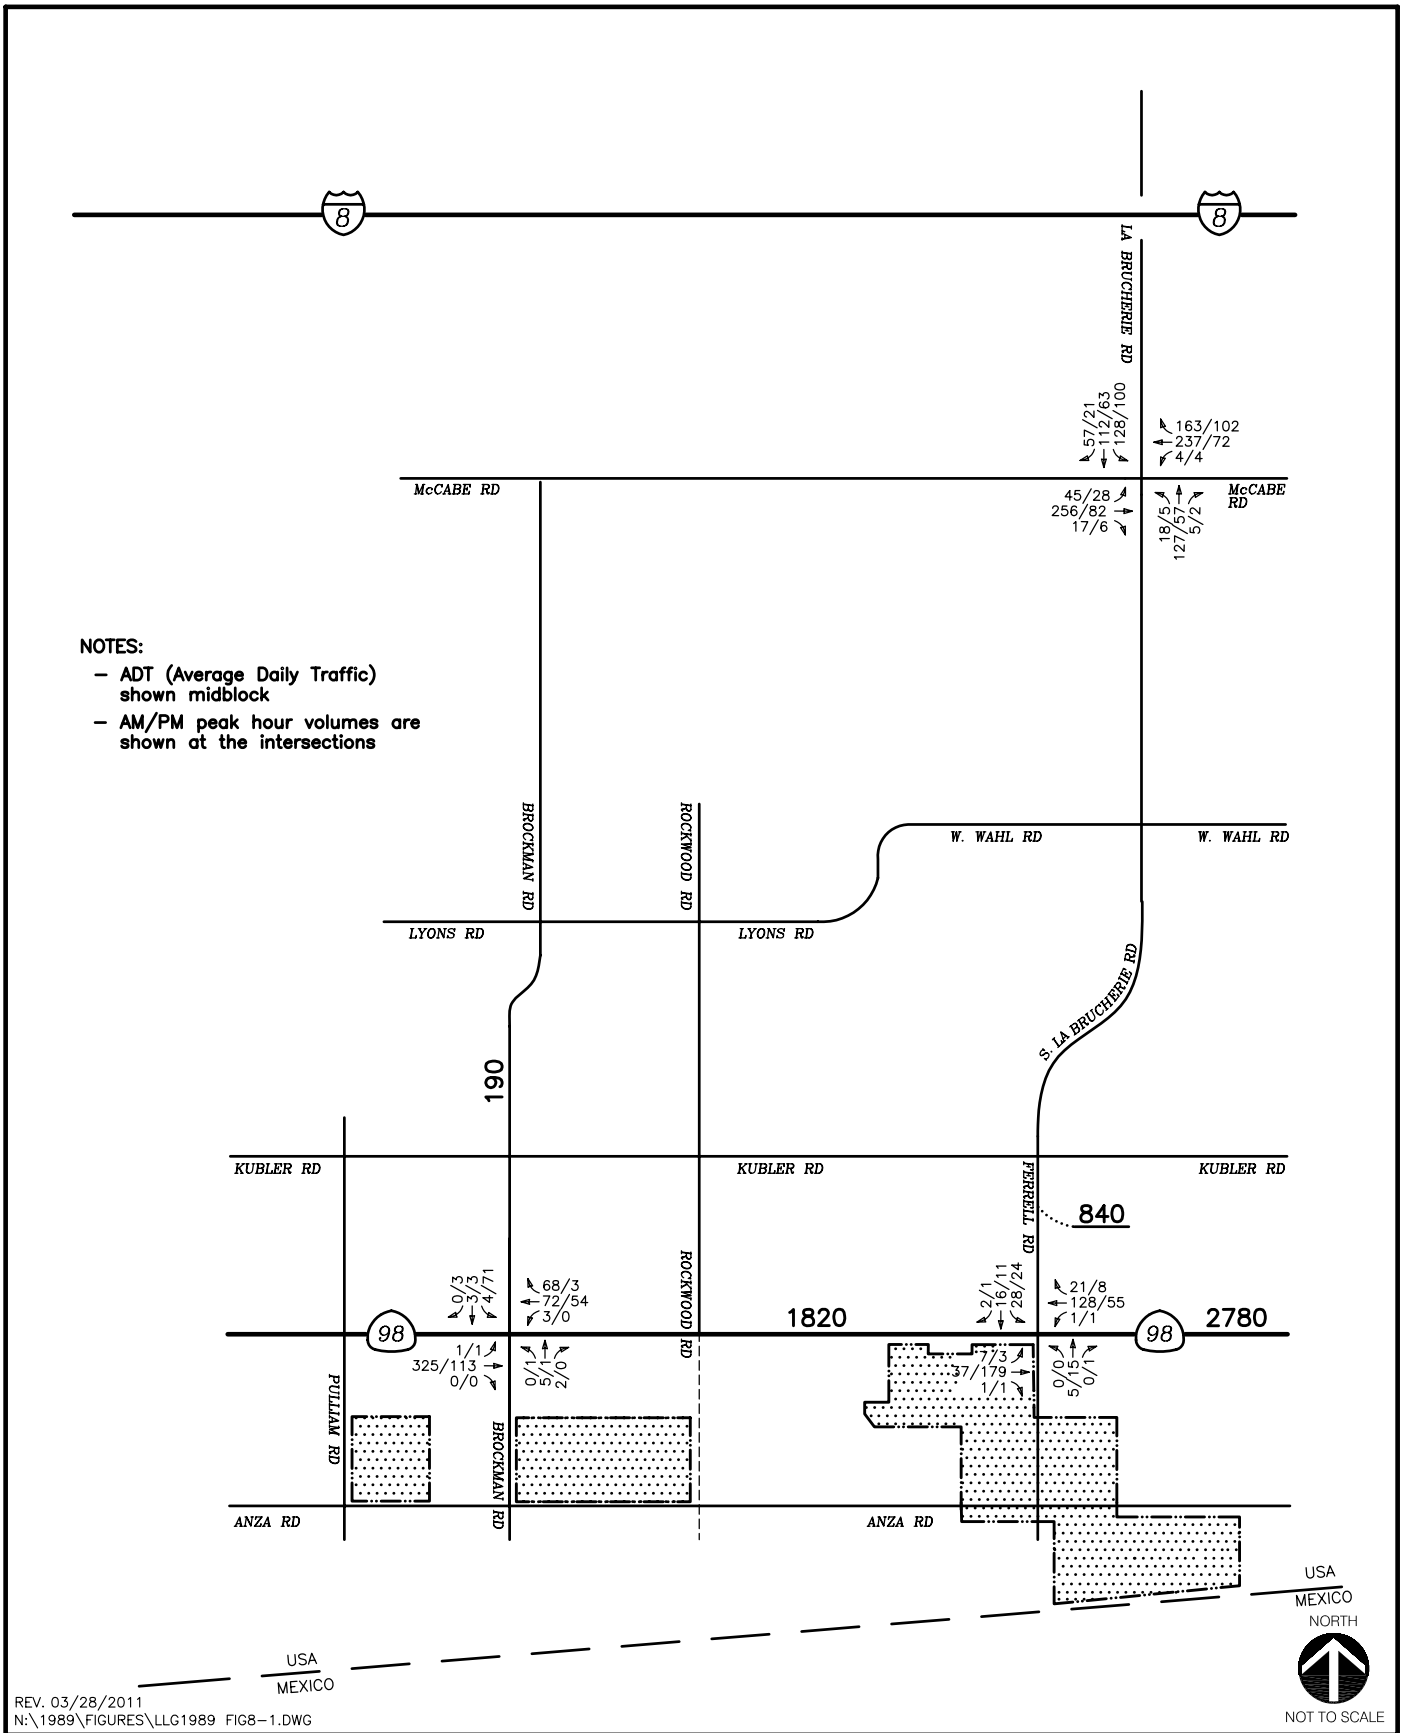 8
8
LA BRUCHERIE RD
57/21
112/63
128/100
163/102
237/72
4/4
McCABE RD
McCABE
RD
45/28
256/82
17/6
18/5
127/57
5/2
NOTES:
– ADT (Average Daily Traffic)
shown midblock
– AM/PM peak hour volumes are
shown at the intersections
BROCKMAN RD
ROCKWOOD RD
W. WAHL RD
W. WAHL RD
LYONS RD
LYONS RD
S. LA BRUCHERIE RD
190
KUBLER RD
KUBLER RD
KUBLER RD
FERRELL RD
840
ROCKWOOD RD
0/3
3/3
4/71
68/3
72/54
3/0
2/1
16/11
28/24
21/8
128/55
1/1
98
1820
98
2780
1/1
325/113
0/0
0/1
5/1
2/0
7/3
37/179
1/1
0/0
5/15
0/1
PULLIAM RD
BROCKMAN RD
ANZA RD
ANZA RD
USA
MEXICO
USA
MEXICO
NORTH
NOT TO SCALE
REV. 03/28/2011
N:\1989\FIGURES\LLG1989 FIG8-1.DWG